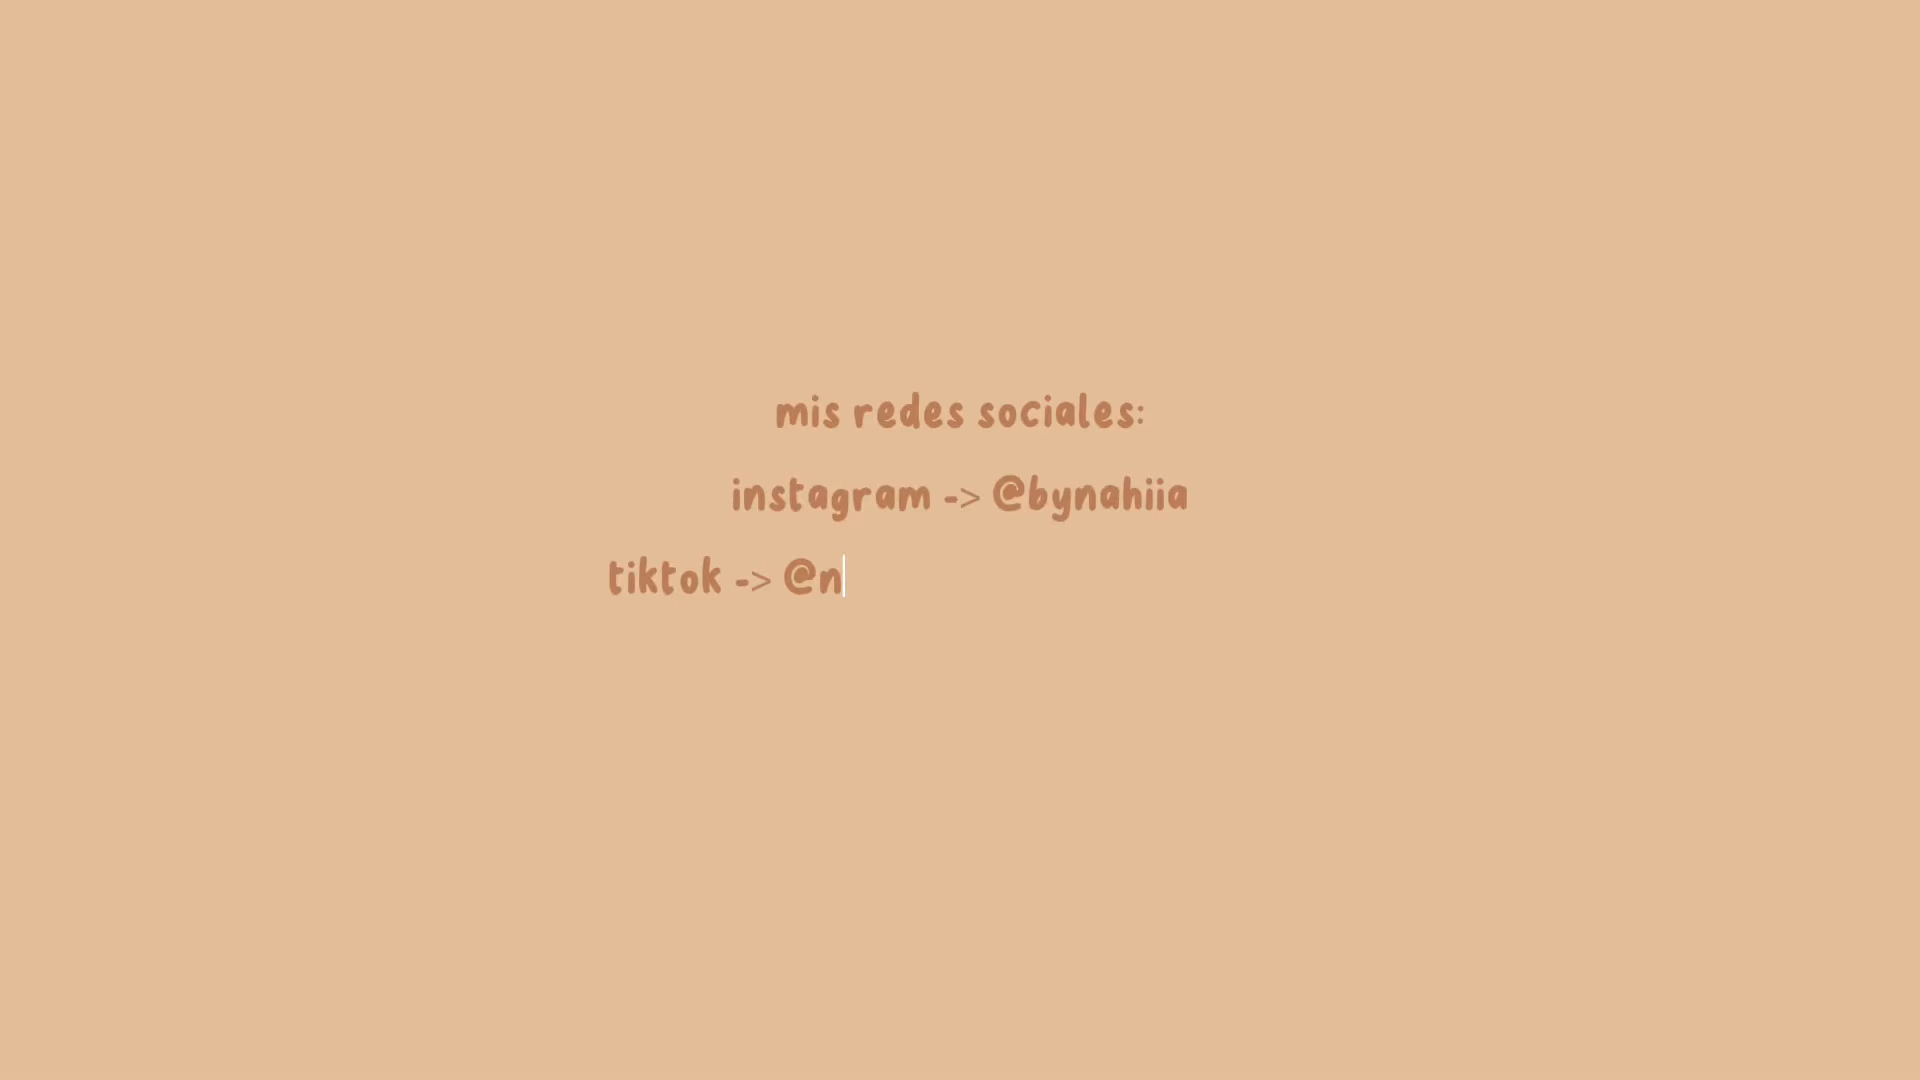 mis redes sociales:
instagram -> @bynahiia
tiktok -> @n